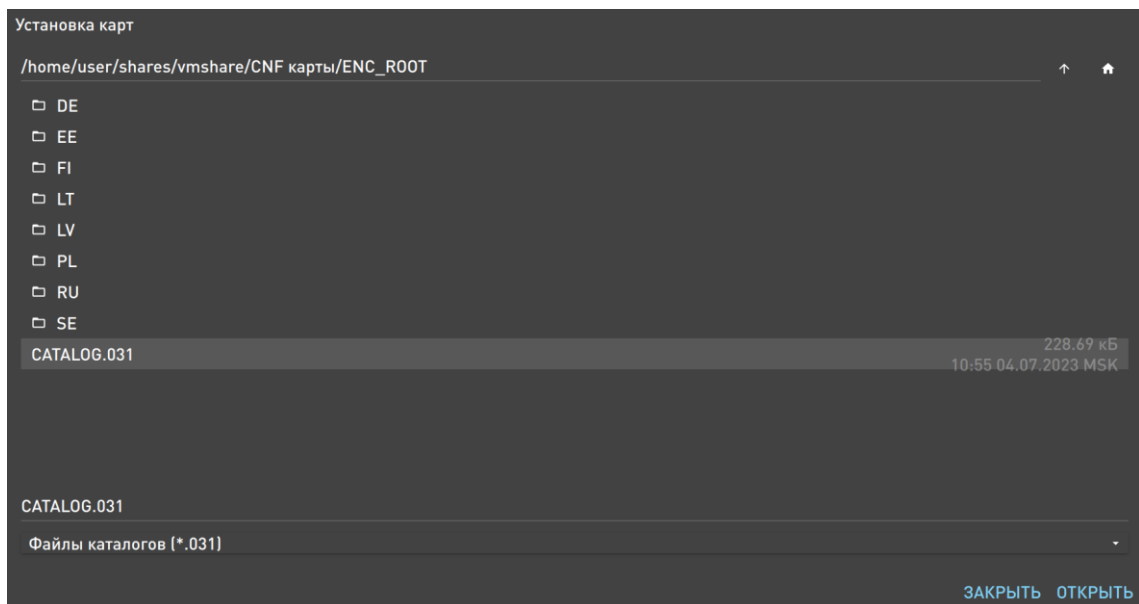 Установка карт
/home/user/shares/vmshare/CNF карты/ENC_ROOT
DE
EE
FI
LT
LV
PL
RU
SE
CATALOG.031
228.69 кБ
10:55 04.07.2023 MSK
CATALOG.031
Файлы каталогов (*.031)
ЗАКРЫТЬ ОТКРЫТЬ